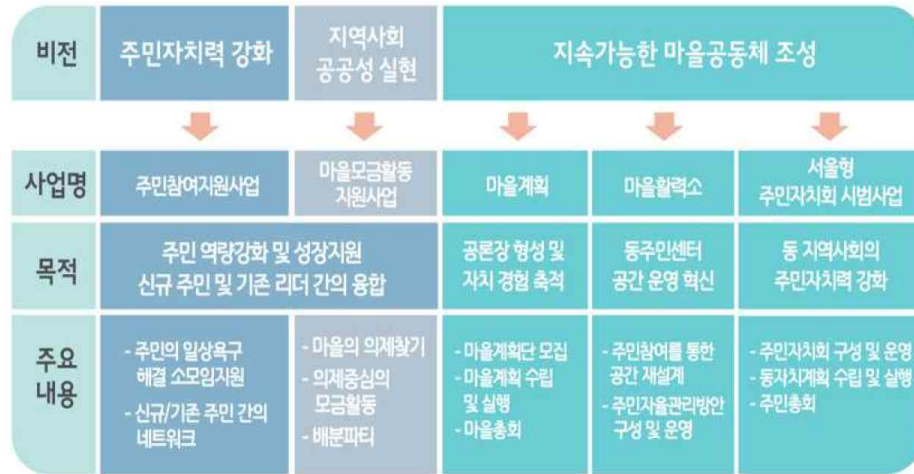 비전
주민자치력 강화
지역사회
공공성 실현
지속가능한 마을공동체 조성
사업명
주민참여지원사업
마을모금활동
지원사업
마을계획
마을활력소
서울형
주민자치회 시범사업
목적
주민 역량강화 및 성장지원
신규 주민 및 기존 리더 간의 융합
공론장 형성 및
자치 경험 축적
동주민센터
공간 운영 혁신
동 지역사회의
주민자치력 강화
주요
내용
- 주민의 일상욕구
해결 소모임지원
- 신규/기존 주민 간의
네트워크
- 마을의 의제찾기
- 의제중심의
모금활동
- 배분파티
- 마을계획단 모집
- 마을계획 수립
및 실행
- 마을총회
- 주민참여를 통한
공간 재설계
- 주민자율관리방안
구성 및 운영
- 주민자치회 구성 및 운영
- 동자치계획 수립 및 실행
- 주민총회